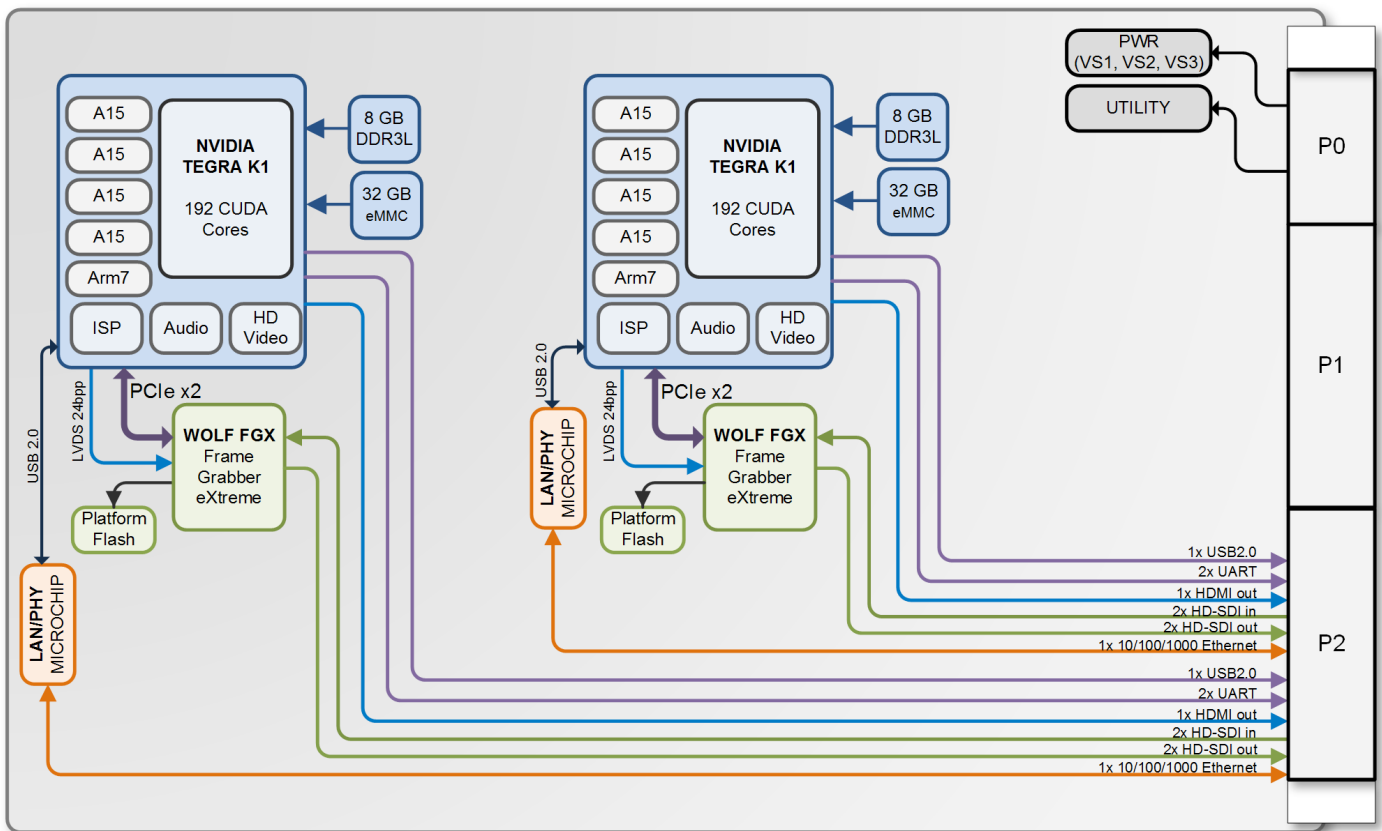 PWR
(VS1, VS2, VS3)
UTILITY
P0
P1
P2
A15
A15
A15
A15
Arm7
NVIDIA
TEGRA K1
192 CUDA
Cores
ISP
Audio
HD
Video
8 GB
DDR3L
32 GB
eMMC
USB 2.0
LVDS 24bpp
PCIe x2
WOLF FGX
Frame
Grabber
eXtreme
Platform
Flash
LAN/PHY
MICROCHIP
A15
A15
A15
A15
Arm7
NVIDIA
TEGRA K1
192 CUDA
Cores
ISP
Audio
HD
Video
8 GB
DDR3L
32 GB
eMMC
USB 2.0
LVDS 24bpp
PCIe x2
WOLF FGX
Frame
Grabber
eXtreme
Platform
Flash
LAN/PHY
MICROCHIP
1x USB2.0
2x UART
1x HDMI out
2x HD-SDI in
2x HD-SDI out
1x 10/100/1000 Ethernet
1x USB2.0
2x UART
1x HDMI out
2x HD-SDI in
2x HD-SDI out
1x 10/100/1000 Ethernet